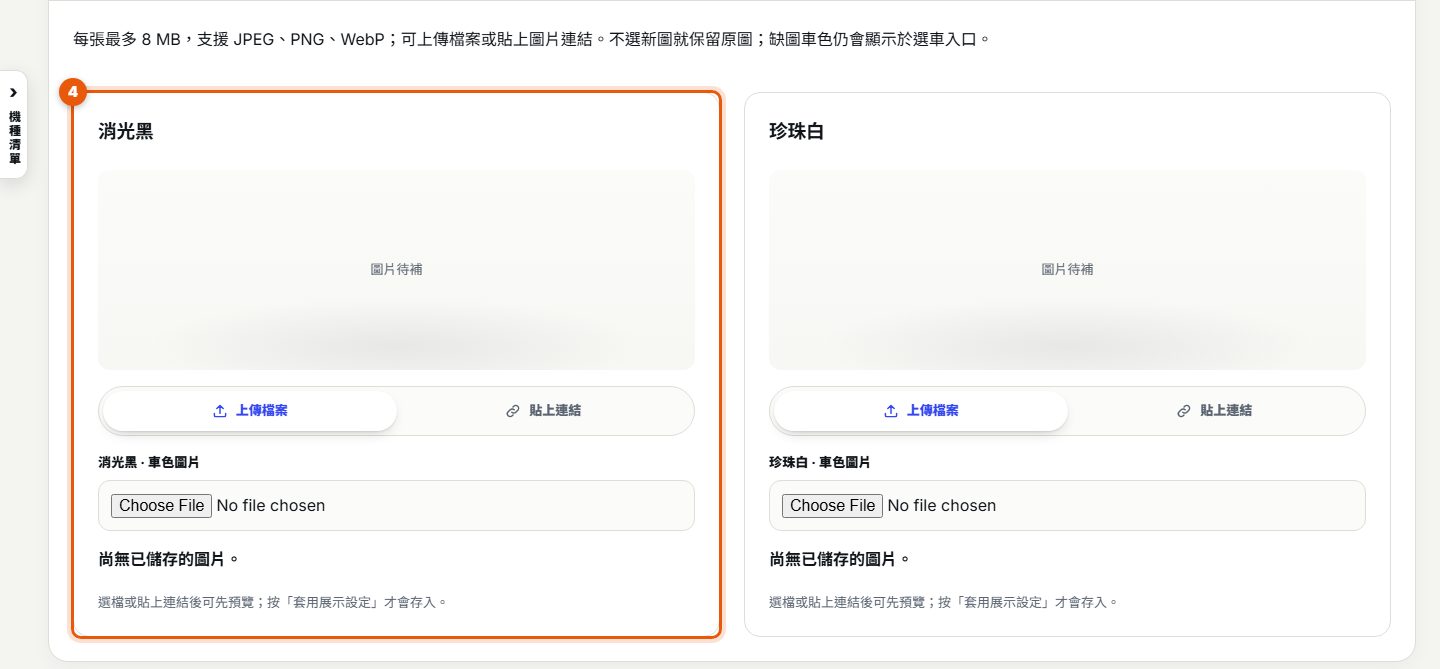 每張最多 8 MB，支援 JPEG、PNG、WebP；可上傳檔案或貼上圖片連結。不選新圖就保留原圖；缺圖車色仍會顯示於選車入口。
›
機種清單
4
消光黑
圖片待補
上傳檔案
貼上連結
消光黑 · 車色圖片
Choose File No file chosen
尚無已儲存的圖片。
選檔或貼上連結後可先預覽；按「套用展示設定」才會存入。
珍珠白
圖片待補
上傳檔案
貼上連結
珍珠白 · 車色圖片
Choose File No file chosen
尚無已儲存的圖片。
選檔或貼上連結後可先預覽；按「套用展示設定」才會存入。